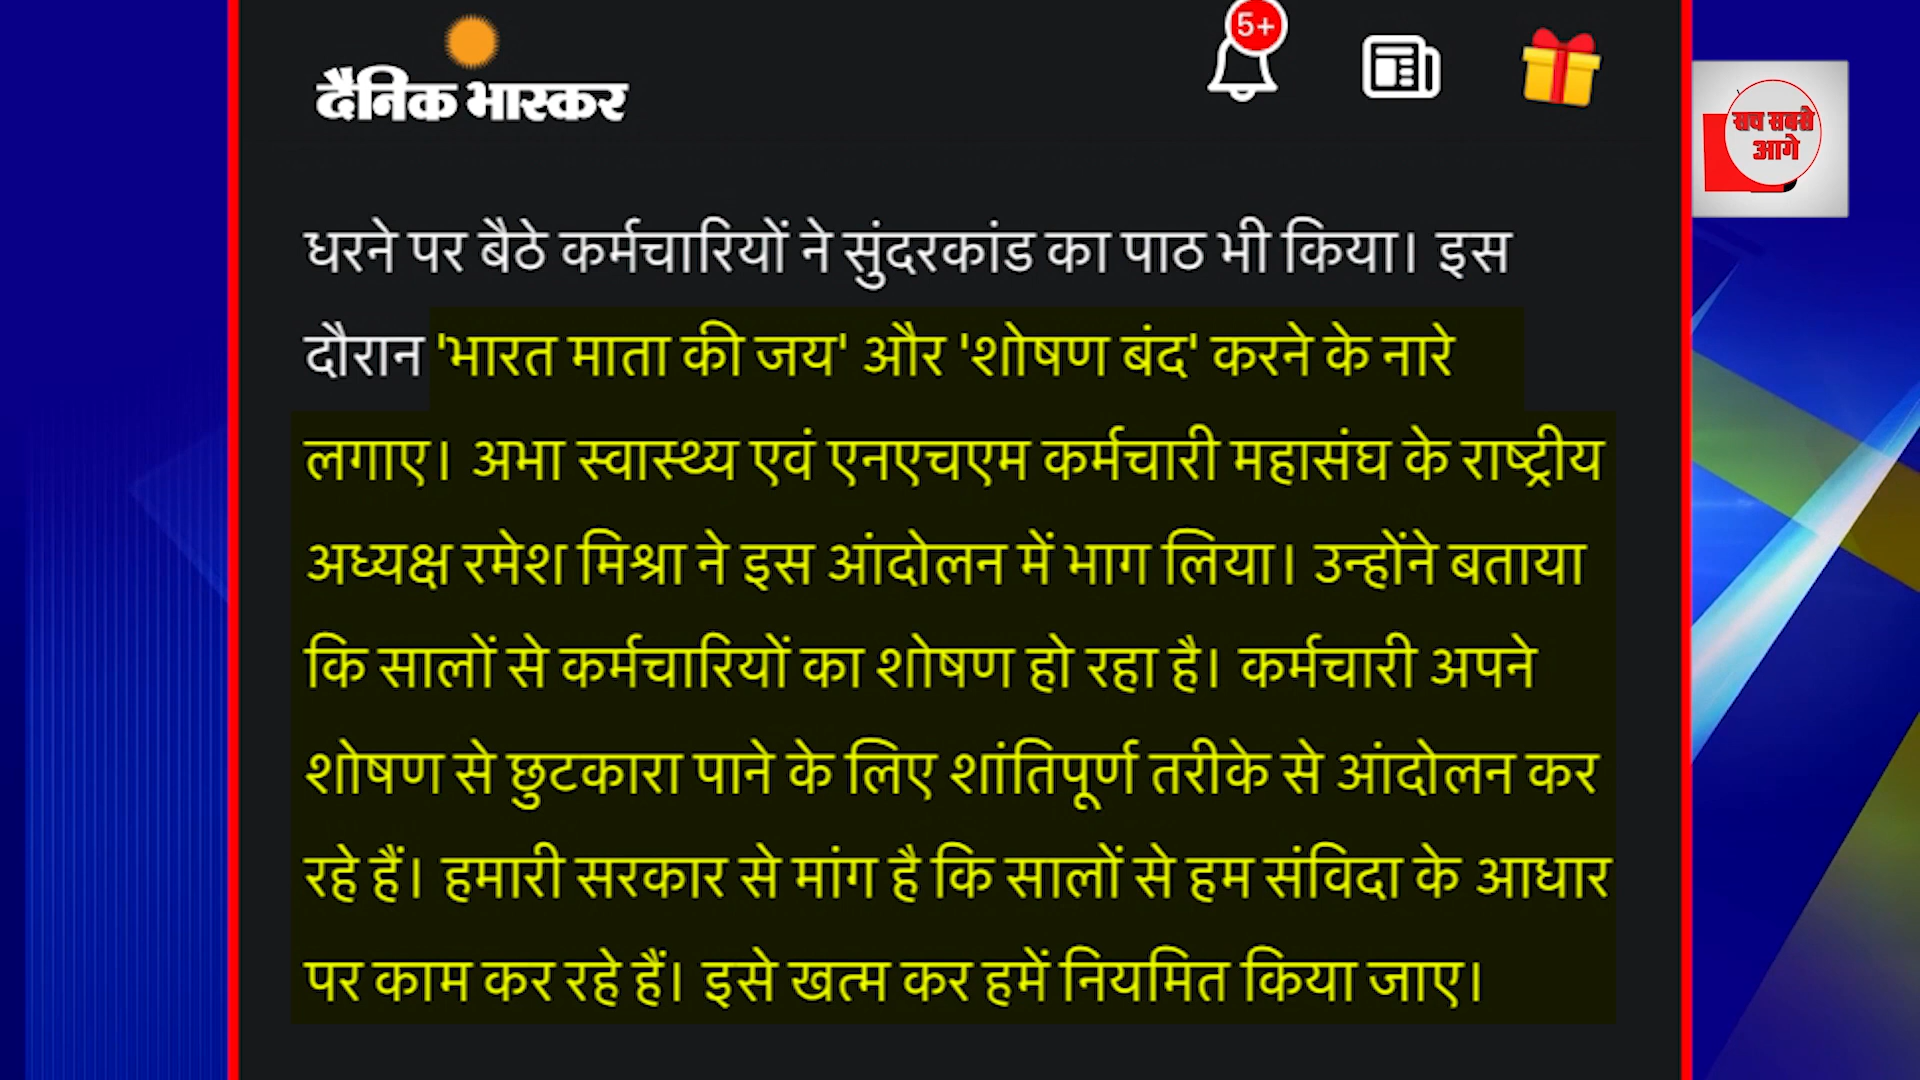 5+
दैनिक भास्कर
सच सबसे
आगे
धरने पर बैठे कर्मचारियों ने सुंदरकांड का पाठ भी किया। इस
दौरान 'भारत माता की जय' और 'शोषण बंद' करने के नारे
लगाए। अभा स्वास्थ्य एवं एनएचएम कर्मचारी महासंघ के राष्ट्रीय
अध्यक्ष रमेश मिश्रा ने इस आंदोलन में भाग लिया। उन्होंने बताया
कि सालों से कर्मचारियों का शोषण हो रहा है। कर्मचारी अपने
शोषण से छुटकारा पाने के लिए शांतिपूर्ण तरीके से आंदोलन कर
रहे हैं। हमारी सरकार से मांग है कि सालों से हम संविदा के आधार
पर काम कर रहे हैं। इसे खत्म कर हमें नियमित किया जाए।